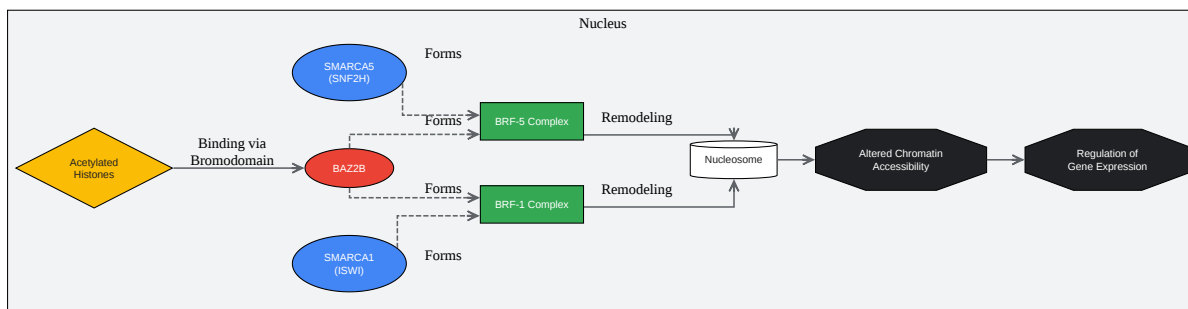 Nucleus
SMARCA5
(SNF2H)
Forms
Forms
BRF-5 Complex
Remodeling
Acetylated
Histones
Binding via
Bromodomain
BAZ2B
Nucleosome
Altered Chromatin
Accessibility
Regulation of
Gene Expression
Forms
BRF-1 Complex
Remodeling
SMARCA1
(ISWI)
Forms